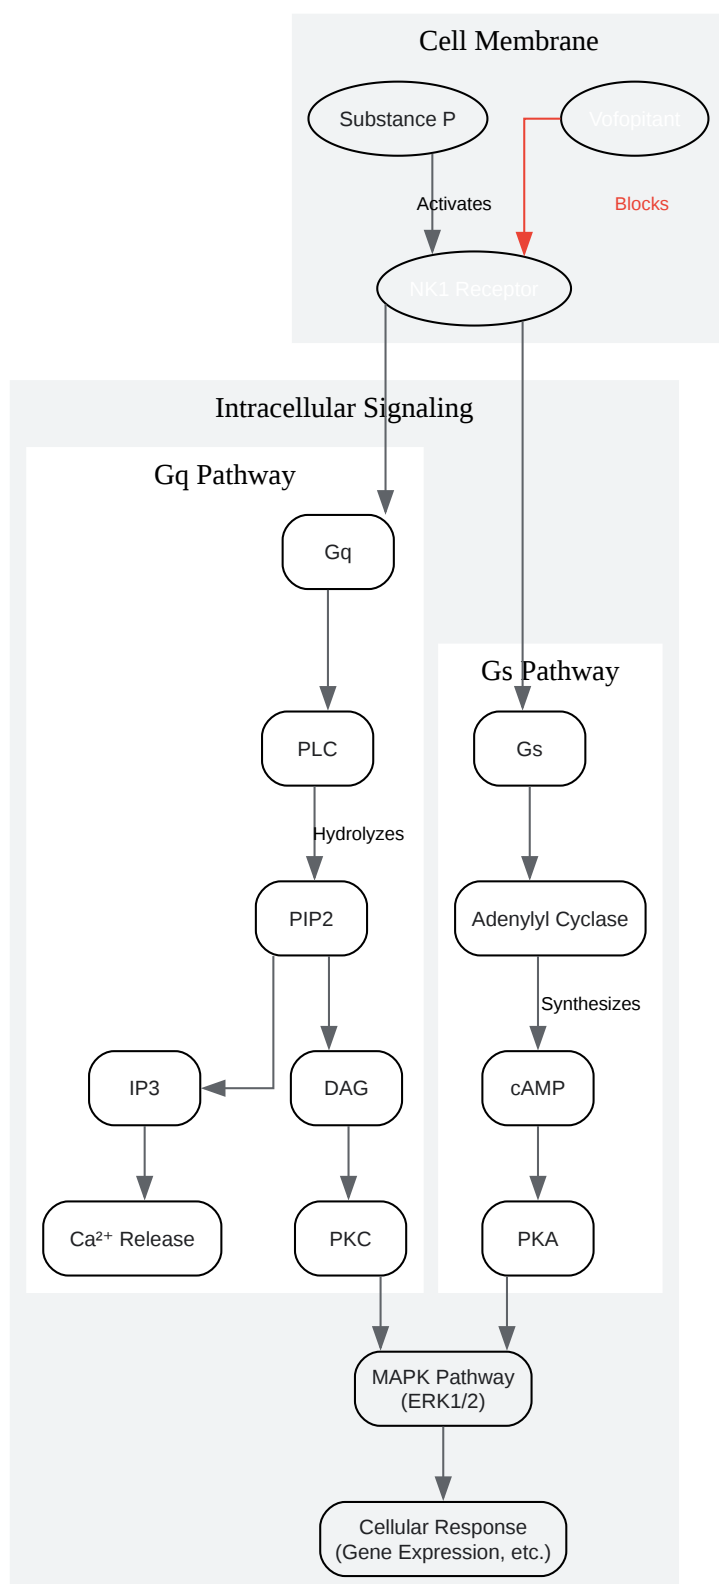 Cell Membrane
Substance P
Vofopitant
Activates
Blocks
NK1 Receptor
Intracellular Signaling
Gq Pathway
Gq
Gs Pathway
PLC
Gs
Hydrolyzes
PIP2
Adenylyl Cyclase
Synthesizes
IP3
DAG
cAMP
Ca²⁺ Release
PKC
PKA
MAPK Pathway
(ERK1/2)
Cellular Response
(Gene Expression, etc.)